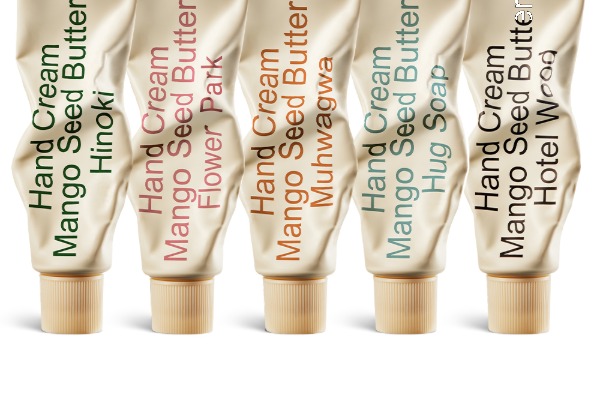 Hand Cream
Mango Seed Butter
Hinoki
Hand Cream
Mango Seed Butter
Flower Park
Hand Cream
Mango Seed Butter
Muhwagwa
Hand Cream
Mango Seed Butter
Hug Soap
Hand Cream
Mango Seed Butter
Hotel Wood